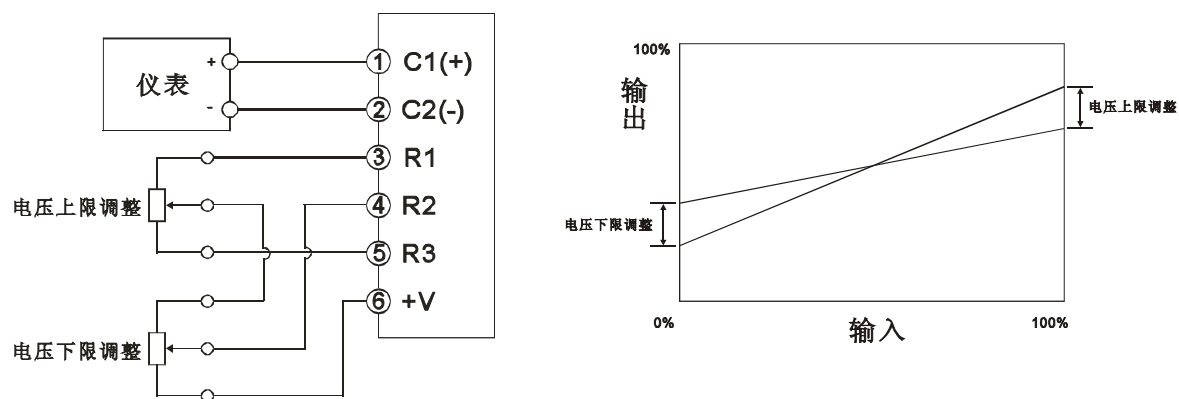 仪表
+
-
① C1(+)
② C2(-)
③ R1
④ R2
⑤ R3
⑥ +V
电压上限调整
电压下限调整
100%
输出
电压上限调整
电压下限调整
0%
输入
100%